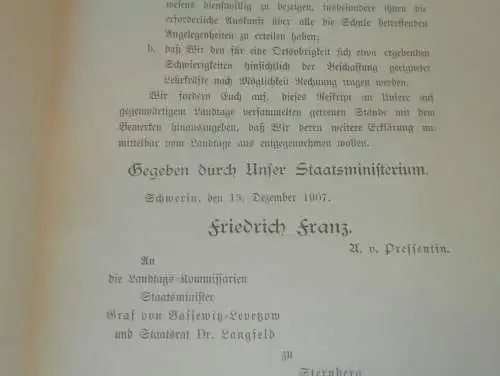 wesens dienstwillig zu bezeigen, insbesondere ihnen die
erforderliche Auskunft über alle die Schule betreffenden
Angelegenheiten zu erteilen haben;
b. daß Wir den für eine Ortsobrigkeit sich etwa ergebenden
Schwierigkeiten hinsichtlich der Beschaffung geeigneter
Lehrkräfte nach Möglichkeit Rechnung tragen werden.
Wir fordern Euch auf, dieses Reskript an Unsere auf
gegenwärtigem Landtage versammelten getreuen Stände mit dem
Bemerken hinauszugeben, daß Wir deren weitere Erklärung un-
mittelbar vom Landtage aus entgegennehmen wollen.
Gegeben durch Unser Staatsministerium.
Schwerin, den 13. Dezember 1907.
Friedrich Franz.
A. v. Pressentin.
An
die Landtags-Kommissarien
Staatsminister
Graf von Bassewitz-Levetzow
und Staatsrat Dr. Langfeld
zu
Sternberg